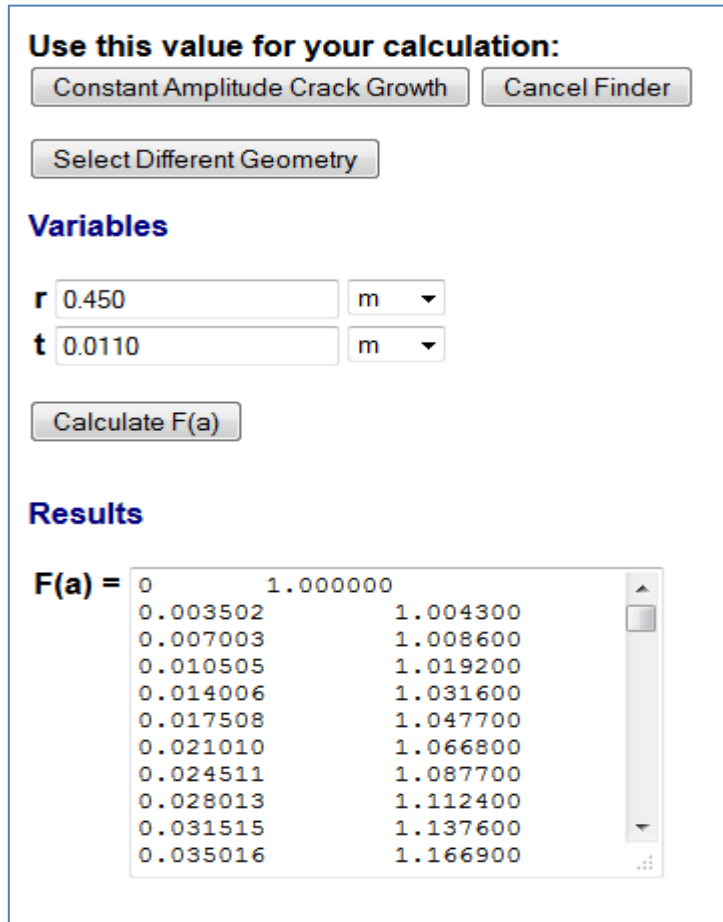 Use this value for your calculation:
Constant Amplitude Crack Growth Cancel Finder
Select Different Geometry
Variables
r 0.450 m
t 0.0110 m
Calculate F(a)
Results
F(a) = 0 1.000000
0.003502 1.004300
0.007003 1.008600
0.010505 1.019200
0.014006 1.031600
0.017508 1.047700
0.021010 1.066800
0.024511 1.087700
0.028013 1.112400
0.031515 1.137600
0.035016 1.166900